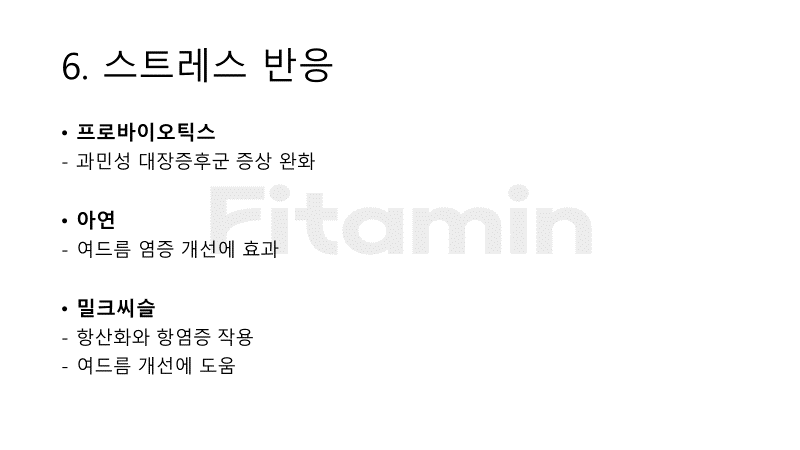 6. 스트레스 반응
• 프로바이오틱스
- 과민성 대장증후군 증상 완화
Fitamin
• 아연
- 여드름 염증 개선에 효과
• 밀크씨슬
- 항산화와 항염증 작용
- 여드름 개선에 도움